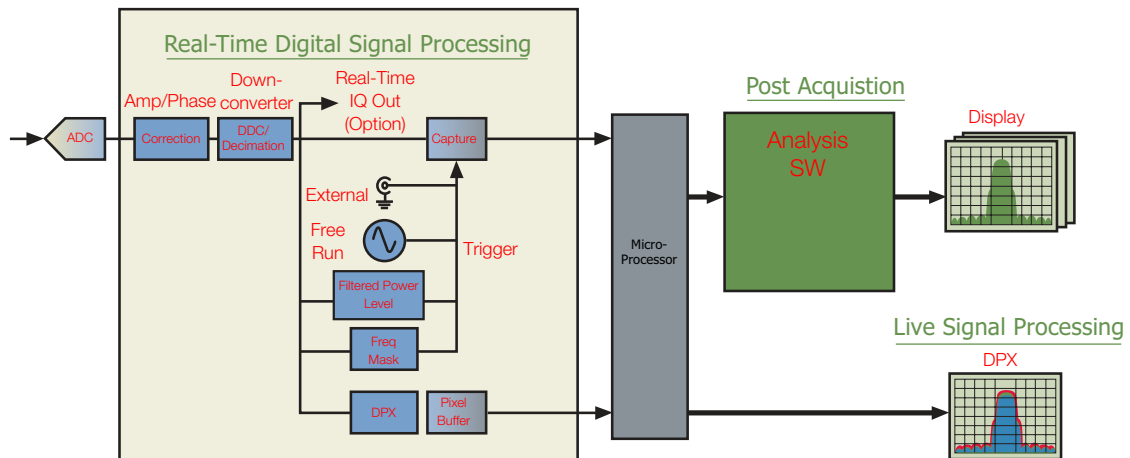 Real-Time Digital Signal Processing
Amp/Phase
Down-
converter
Real-Time
IQ Out
(Option)
ADC
Correction
DDC/
Decimation
Capture
External
Free
Run
Trigger
Filtered Power
Level
Freq
Mask
DPX
Pixel
Buffer
Micro-
Processor
Post Acquistion
Analysis
SW
Display
Live Signal Processing
DPX